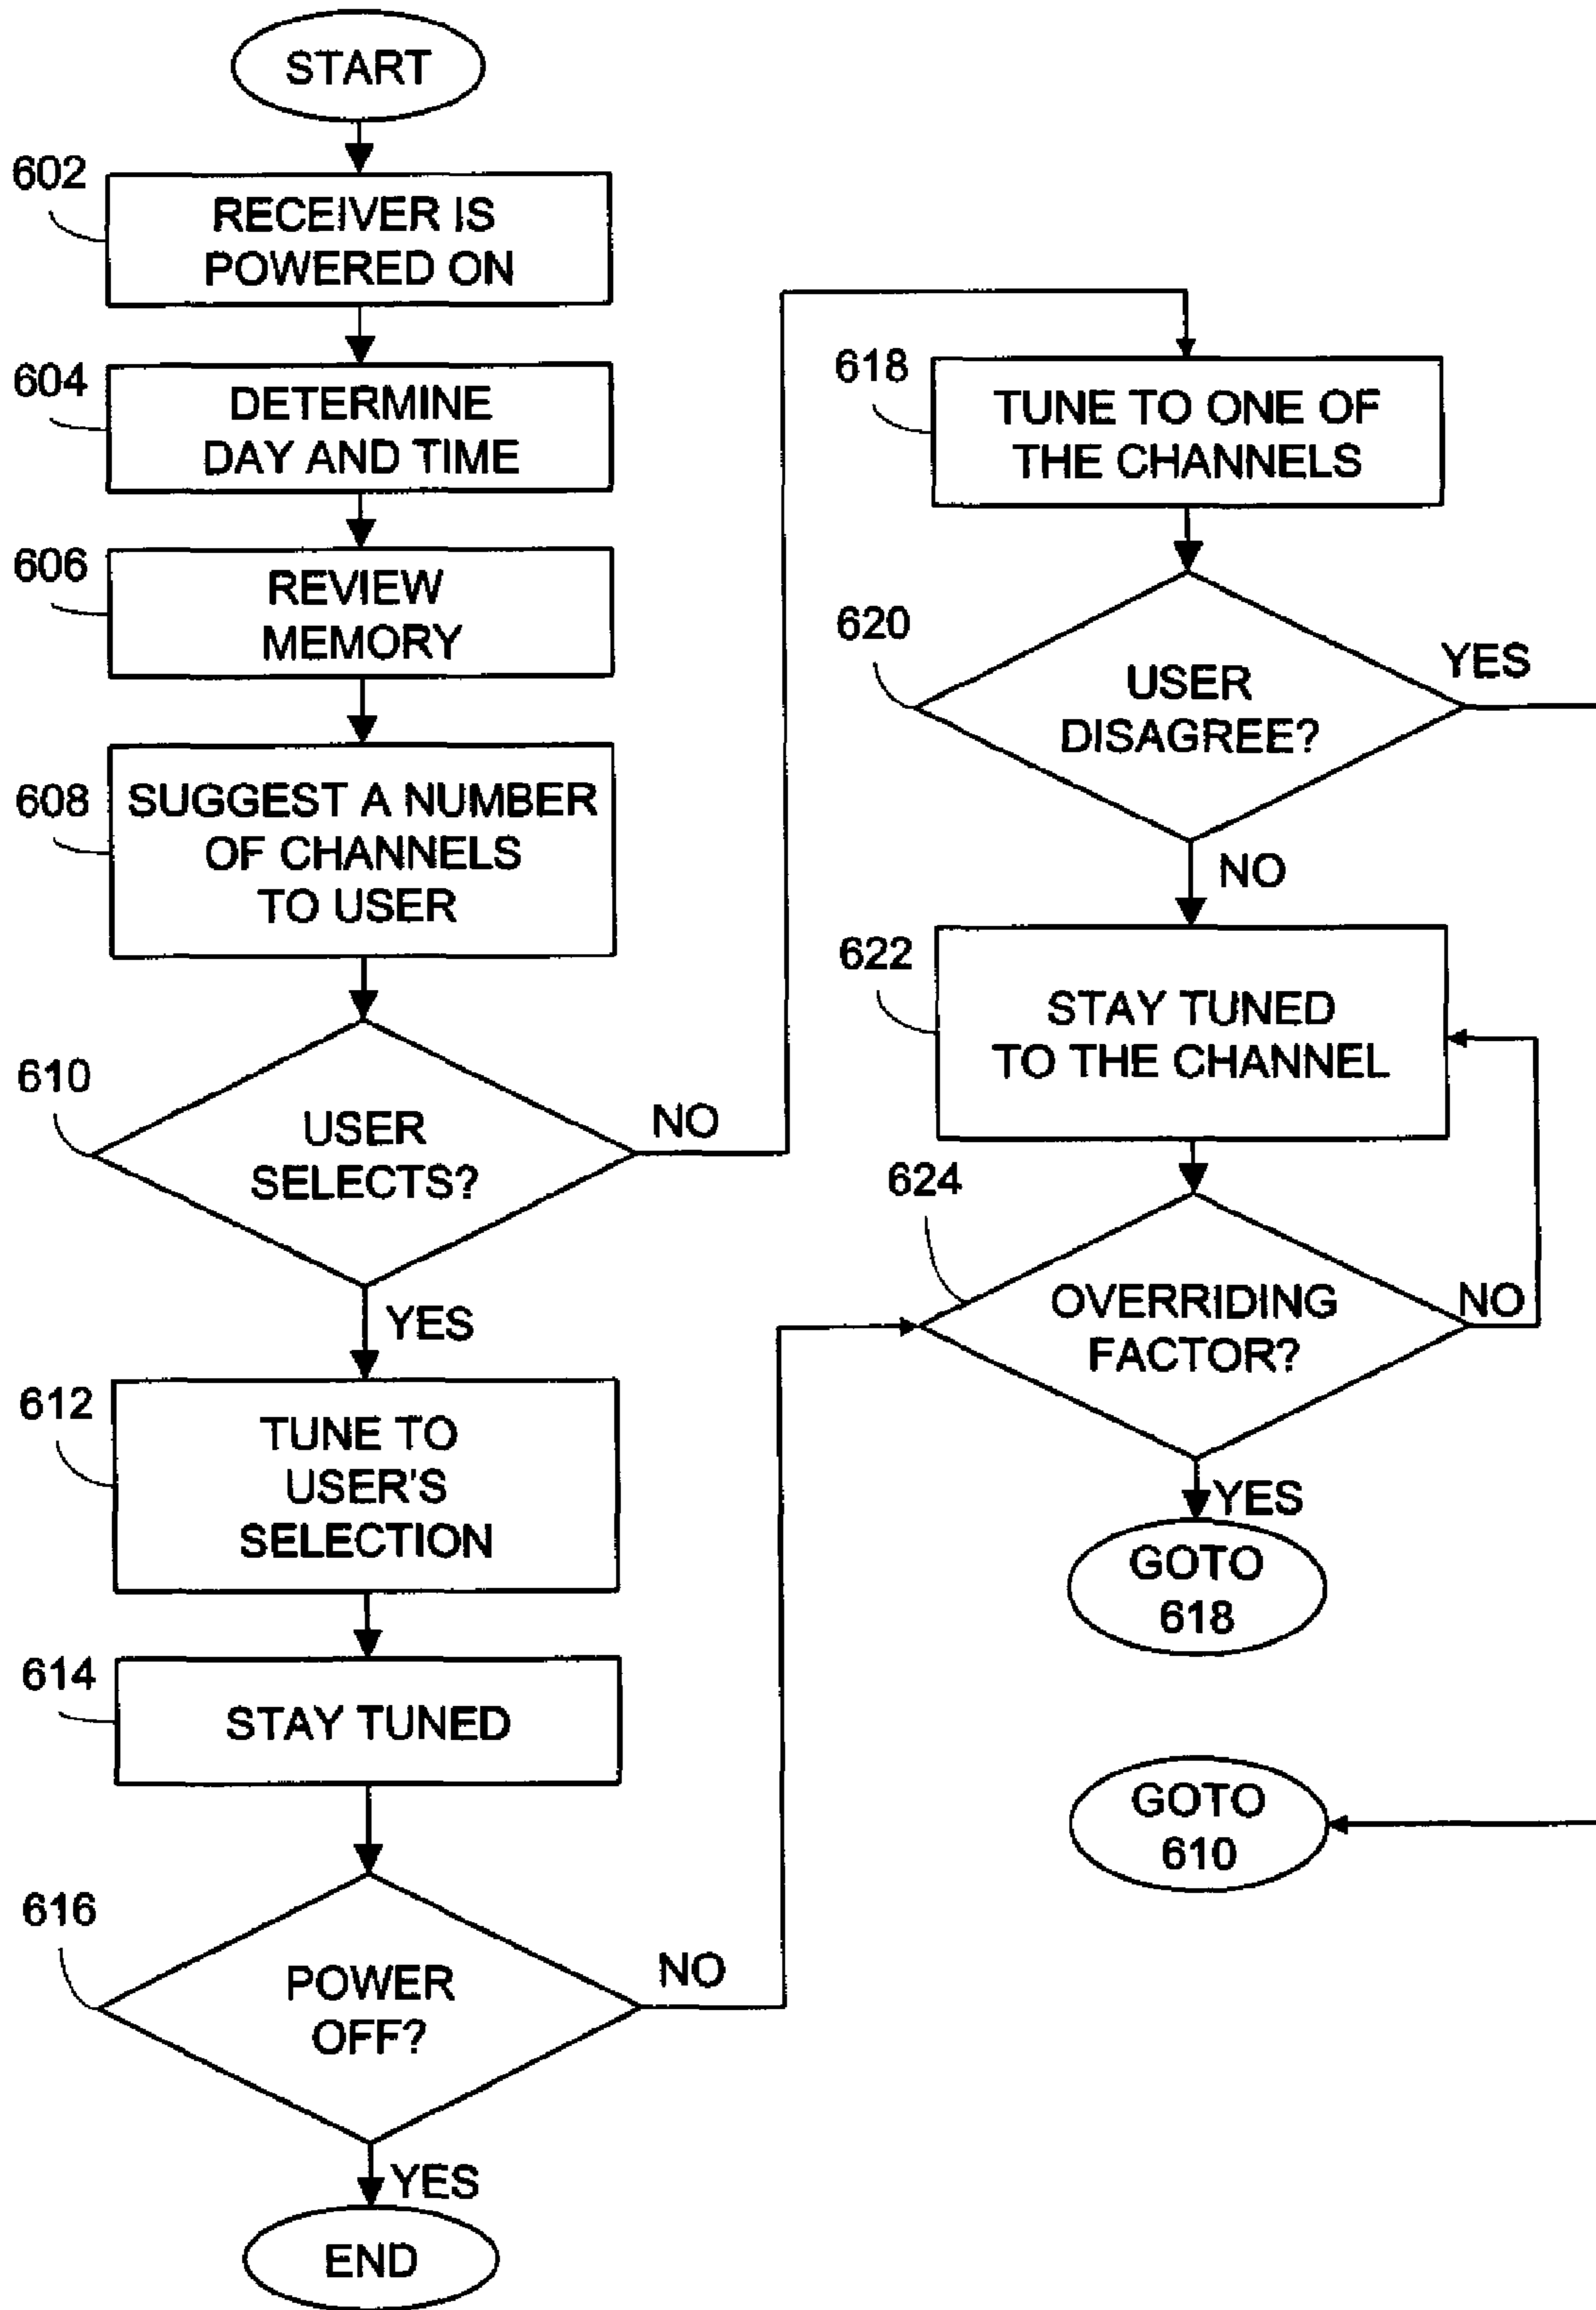 START
602
RECEIVER IS
POWERED ON
604
DETERMINE
DAY AND TIME
606
REVIEW
MEMORY
608
SUGGEST A NUMBER
OF CHANNELS
TO USER
610
USER
SELECTS?
NO
YES
612
TUNE TO
USER'S
SELECTION
614
STAY TUNED
616
POWER
OFF?
NO
YES
END
618
TUNE TO ONE OF
THE CHANNELS
620
USER
DISAGREE?
YES
NO
622
STAY TUNED
TO THE CHANNEL
624
OVERRIDING
FACTOR?
NO
YES
GOTO
618
GOTO
610